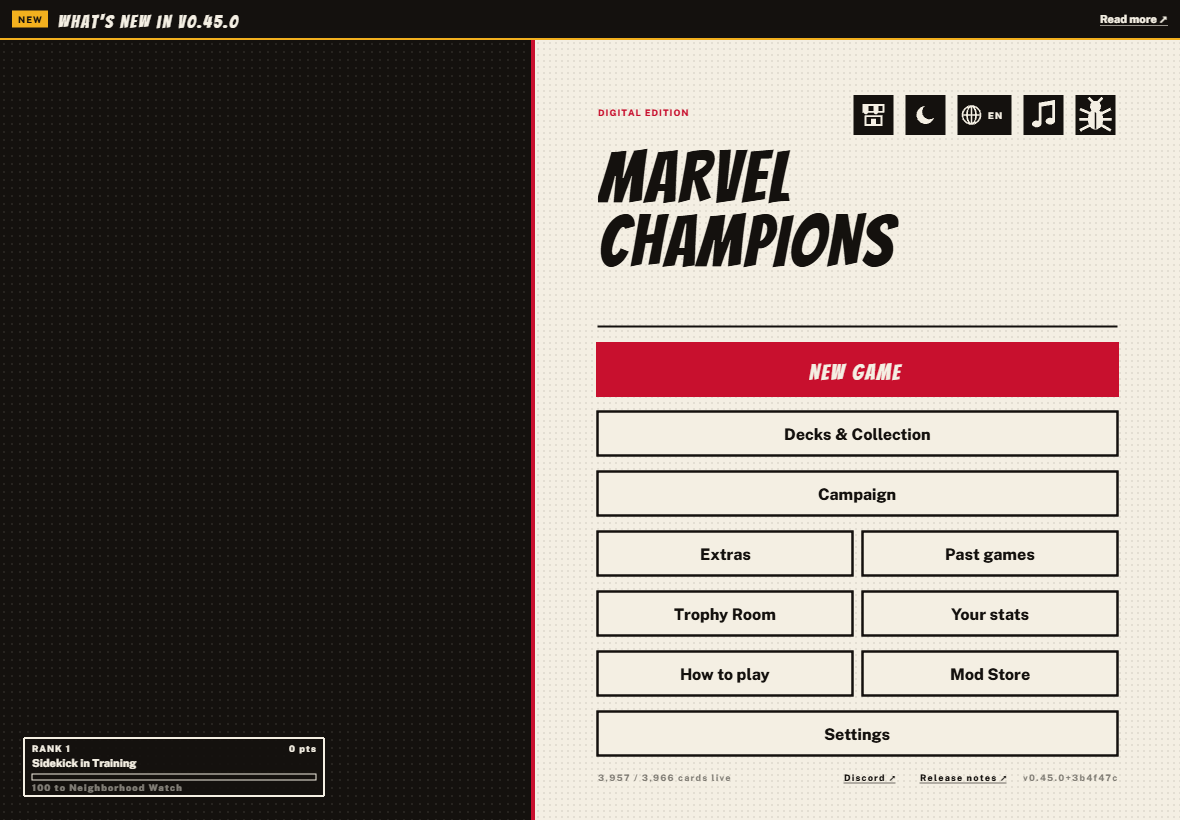 NEW WHAT'S NEW IN V0.45.0
Read more ↗
DIGITAL EDITION
EN
MARVEL
CHAMPIONS
NEW GAME
Decks & Collection
Campaign
Extras
Past games
Trophy Room
Your stats
How to play
Mod Store
Settings
RANK 1
0 pts
Sidekick in Training
100 to Neighborhood Watch
3,957 / 3,966 cards live
Discord ↗
Release notes ↗
v0.45.0+3b4f47c